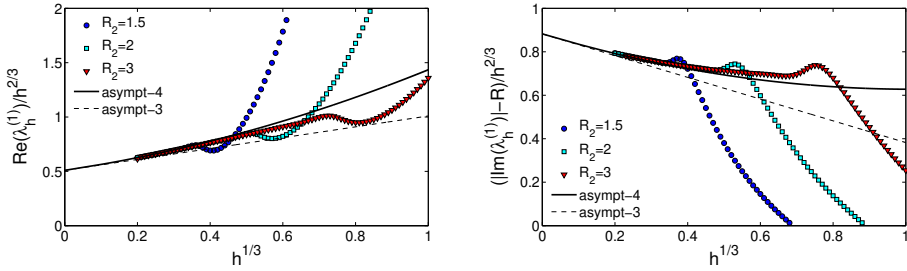 2
1.5
1
0.5
0
Re(λ_h^(1))/h^2/3
R_2=1.5
R_2=2
R_2=3
asympt−4
asympt−3
0 0.2 0.4 0.6 0.8 1
h^1/3
1
0.8
0.6
0.4
0.2
0
(|Im(λ_h^(1))|−R)/h^2/3
R_2=1.5
R_2=2
R_2=3
asympt−4
asympt−3
0 0.2 0.4 0.6 0.8 1
h^1/3